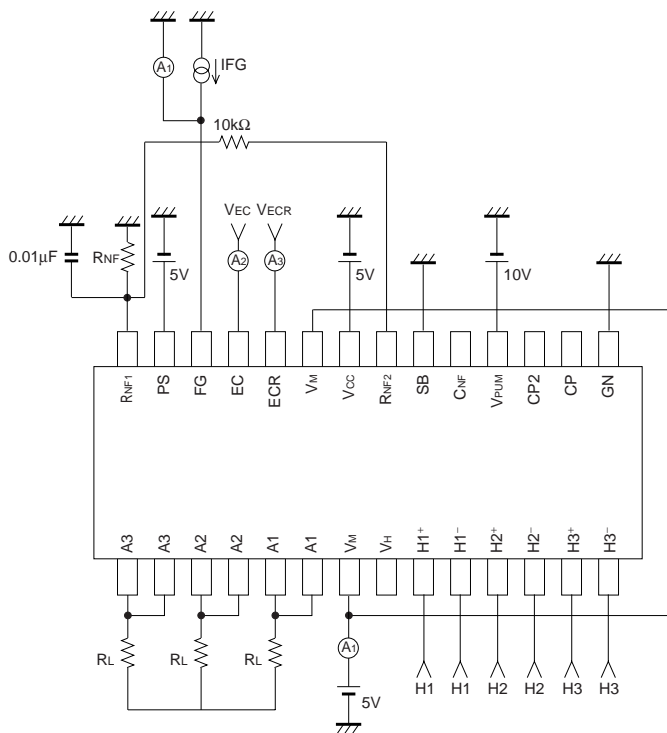 A1
IFG
10kΩ
VEC VECR
0.01μF
RNF
5V
A2
A3
5V
10V
RNF1 PS FG EC ECR VM VCC RNF2 SB CNF VPUM CP2 CP GN
A3 A3 A2 A2 A1 A1 VM VH H1+ H1− H2+ H2− H3+ H3−
RL
RL
RL
A1
5V
H1 H1 H2 H2 H3 H3